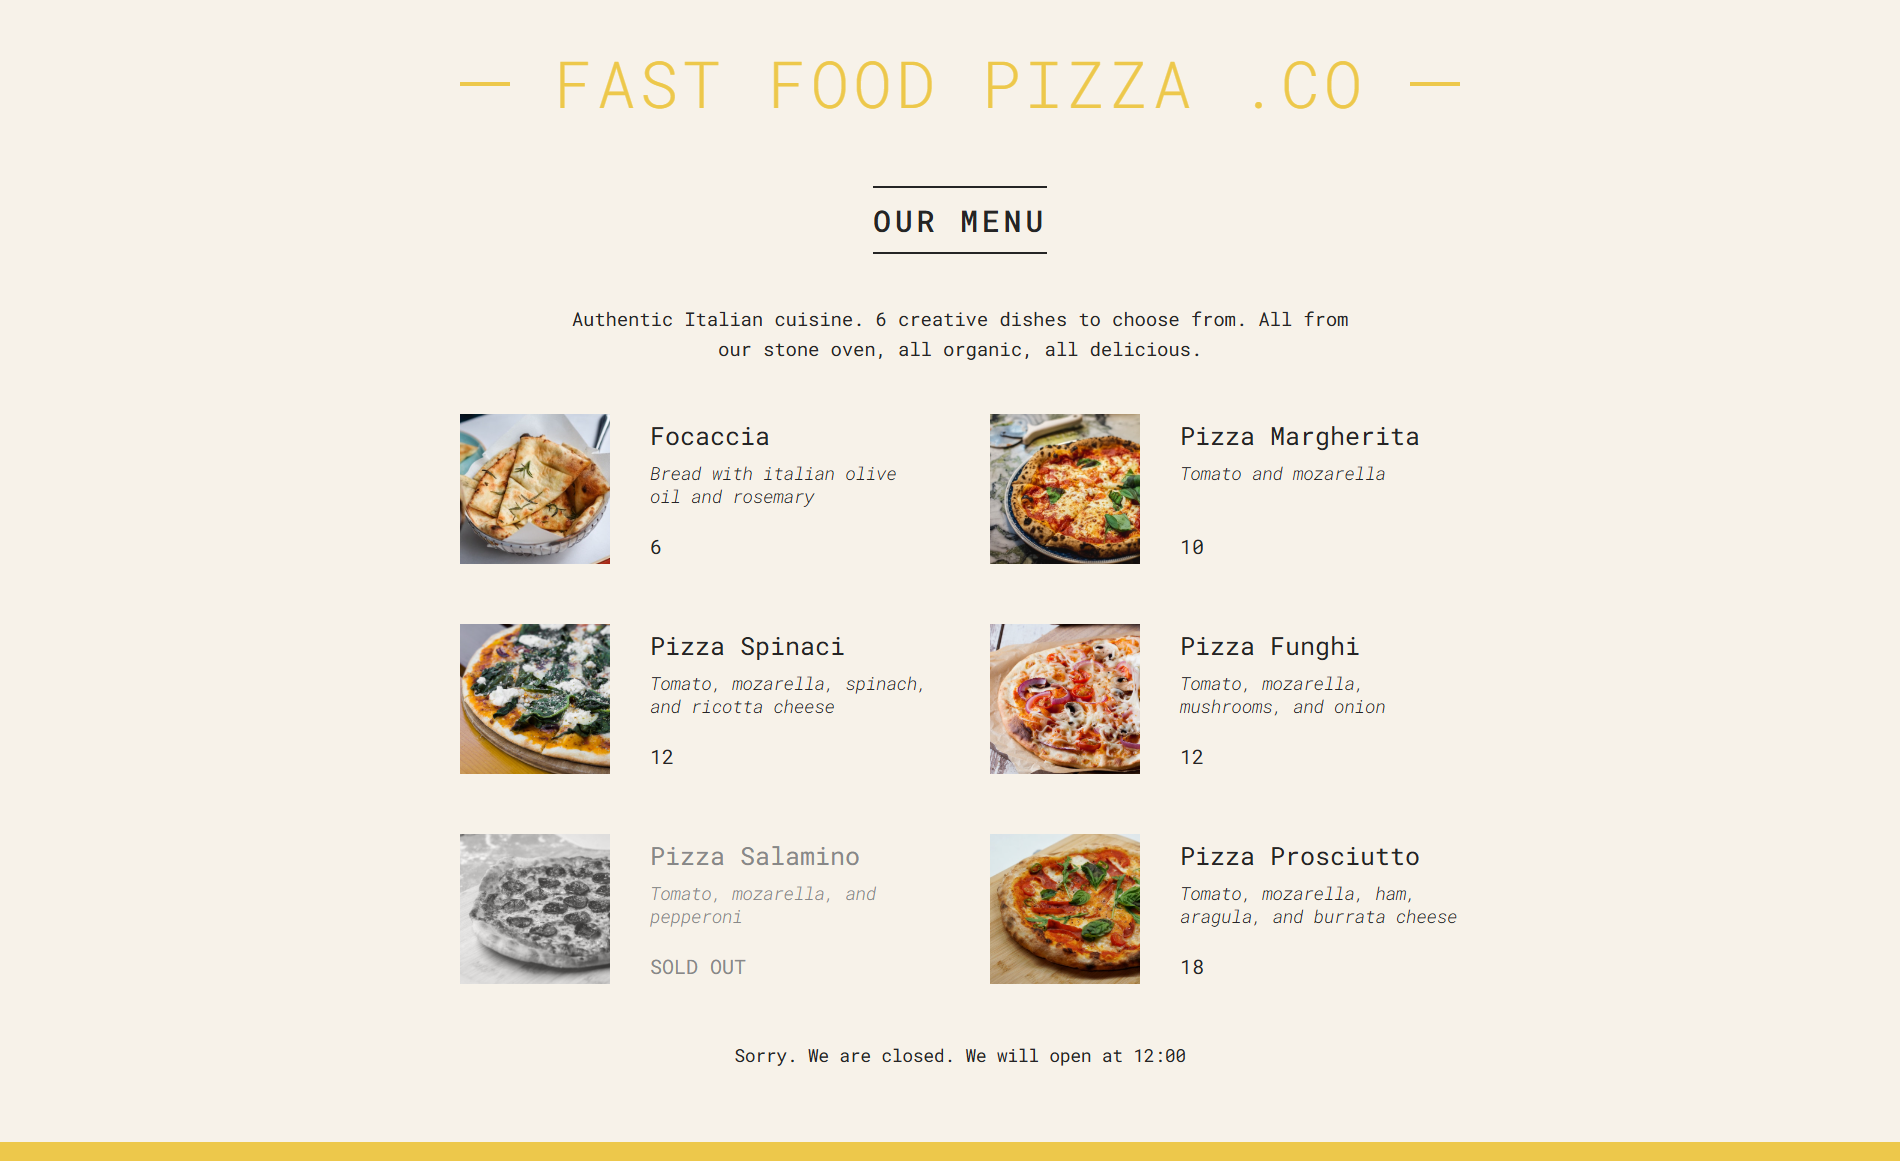 — FAST FOOD PIZZA .CO —
OUR MENU
Authentic Italian cuisine. 6 creative dishes to choose from. All from
our stone oven, all organic, all delicious.
Focaccia
Bread with italian olive
oil and rosemary
6
Pizza Margherita
Tomato and mozarella
10
Pizza Spinaci
Tomato, mozarella, spinach,
and ricotta cheese
12
Pizza Funghi
Tomato, mozarella,
mushrooms, and onion
12
Pizza Salamino
Tomato, mozarella, and
pepperoni
SOLD OUT
Pizza Prosciutto
Tomato, mozarella, ham,
aragula, and burrata cheese
18
Sorry. We are closed. We will open at 12:00